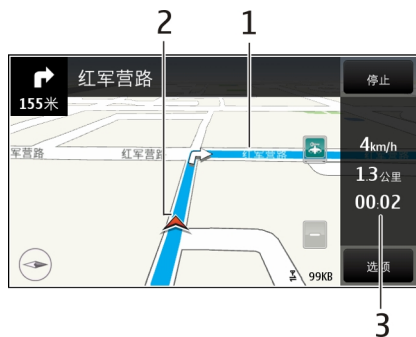 2 1
红军营路
155米
停止
军营路 红军营路 红军营路
4km/h
1.3公里
00:02
99KB
选项
3